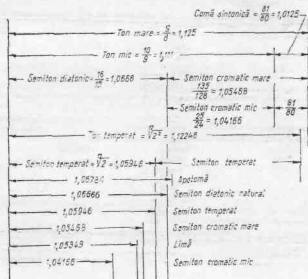 Comă sintonică = 81/80 = 1,0125
Ton mare = 9/8 = 1,125
Ton mic = 10/9 = 1,111
Semiton diatonic = 16/15 = 1,0666
Semiton cromatic mare
135/128 = 1,05468
Semiton cromatic mic
25/24 = 1,04166
81/80
Ton temperat = = 1,12246
Semiton temperat = ¹²√2 = 1,05946
Semiton temperat
Apotomă
1,06666
Semiton diatonic natural
1,05946
Semiton temperat
1,05468
Semiton cromatic mare
1,05349
Limă
1,04166
Semiton cromatic mic